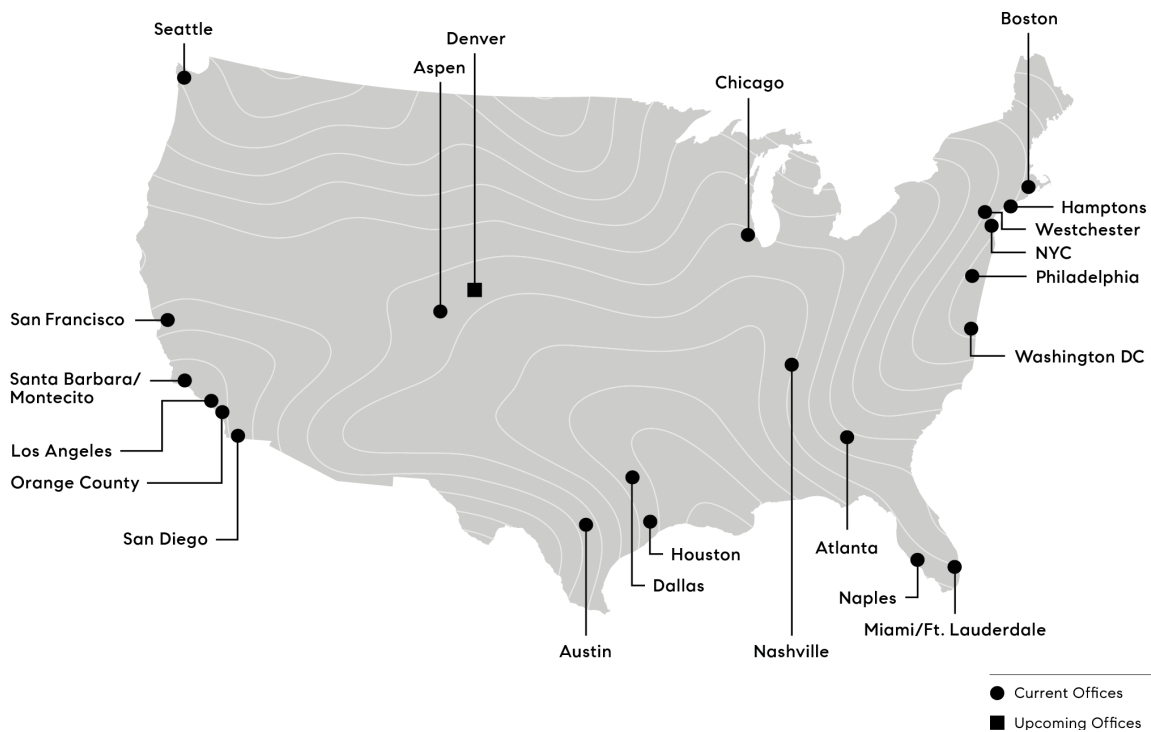 Boston
Seattle
Denver
Aspen
Chicago
Hamptons
Westchester
NYC
Philadelphia
San Francisco
Washington DC
Santa Barbara/
Montecito
Los Angeles
Orange County
San Diego
Atlanta
Houston
Dallas
Naples
Miami/Ft. Lauderdale
Austin
Nashville
Current Offices
Upcoming Offices